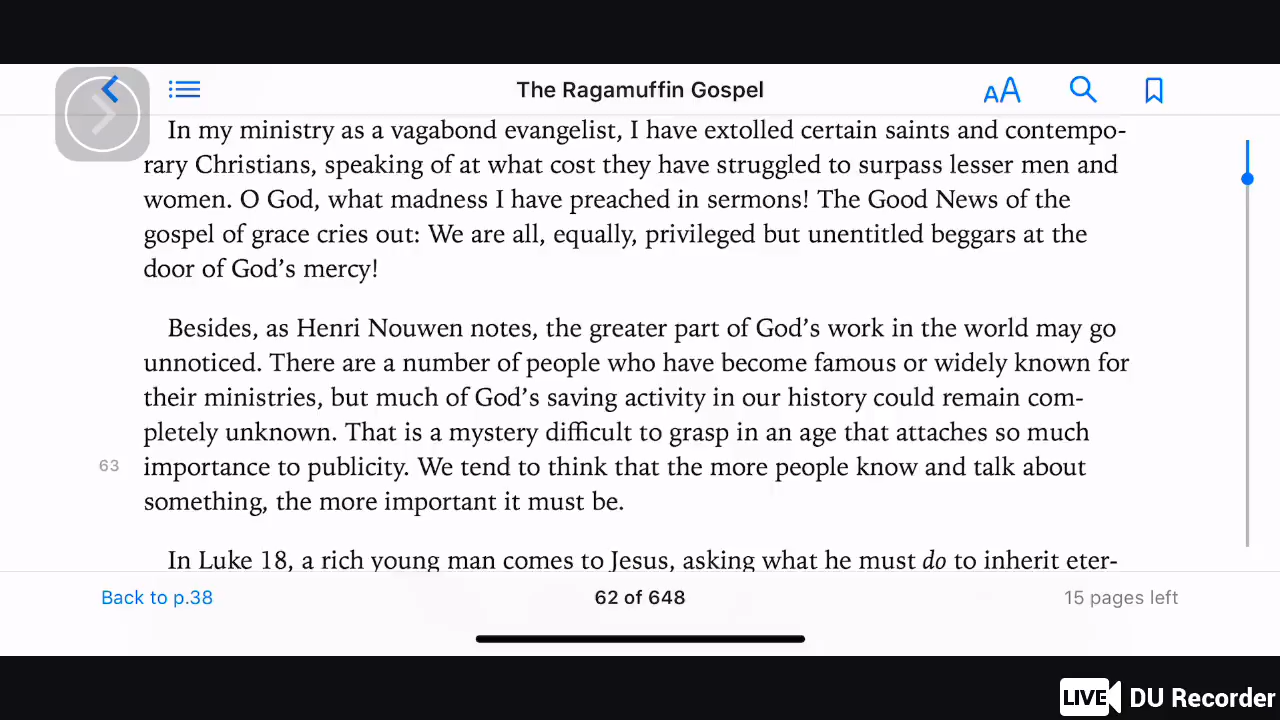 The Ragamuffin Gospel
AA
In my ministry as a vagabond evangelist, I have extolled certain saints and contempo-
rary Christians, speaking of at what cost they have struggled to surpass lesser men and
women. O God, what madness I have preached in sermons! The Good News of the
gospel of grace cries out: We are all, equally, privileged but unentitled beggars at the
door of God’s mercy!
Besides, as Henri Nouwen notes, the greater part of God’s work in the world may go
unnoticed. There are a number of people who have become famous or widely known for
their ministries, but much of God’s saving activity in our history could remain com-
pletely unknown. That is a mystery difficult to grasp in an age that attaches so much
63 importance to publicity. We tend to think that the more people know and talk about
something, the more important it must be.
In Luke 18, a rich young man comes to Jesus, asking what he must do to inherit eter-
Back to p.38 62 of 648 15 pages left
LIVE DU Recorder